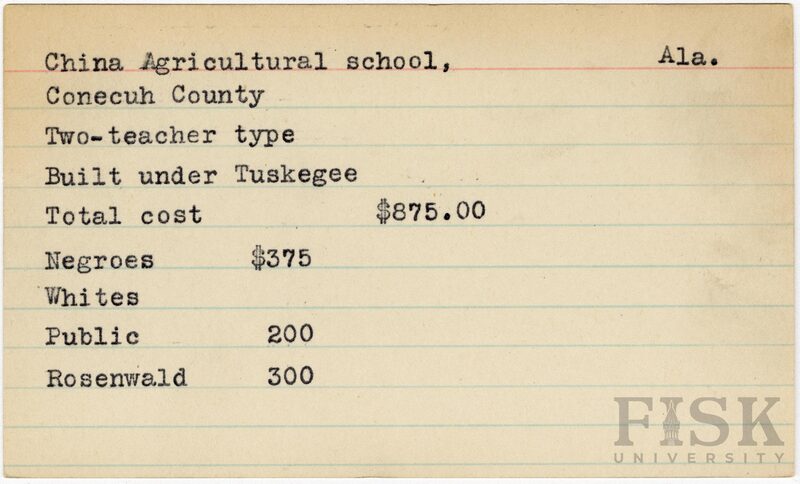 China Agricultural school, Ala.
Conecuh County
Two-teacher type
Built under Tuskegee
Total cost $875.00
Negroes $375
Whites
Public 200
Rosenwald 300
FISK
UNIVERSITY